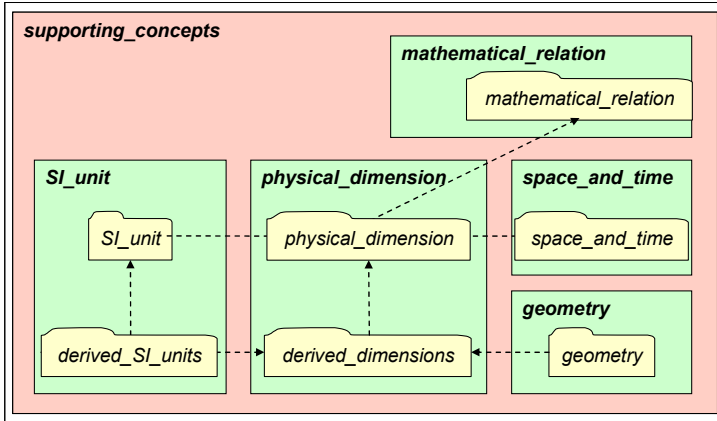 supporting_concepts
mathematical_relation
mathematical_relation
SI_unit
physical_dimension
space_and_time
SI_unit
physical_dimension
space_and_time
geometry
derived_SI_units
derived_dimensions
geometry